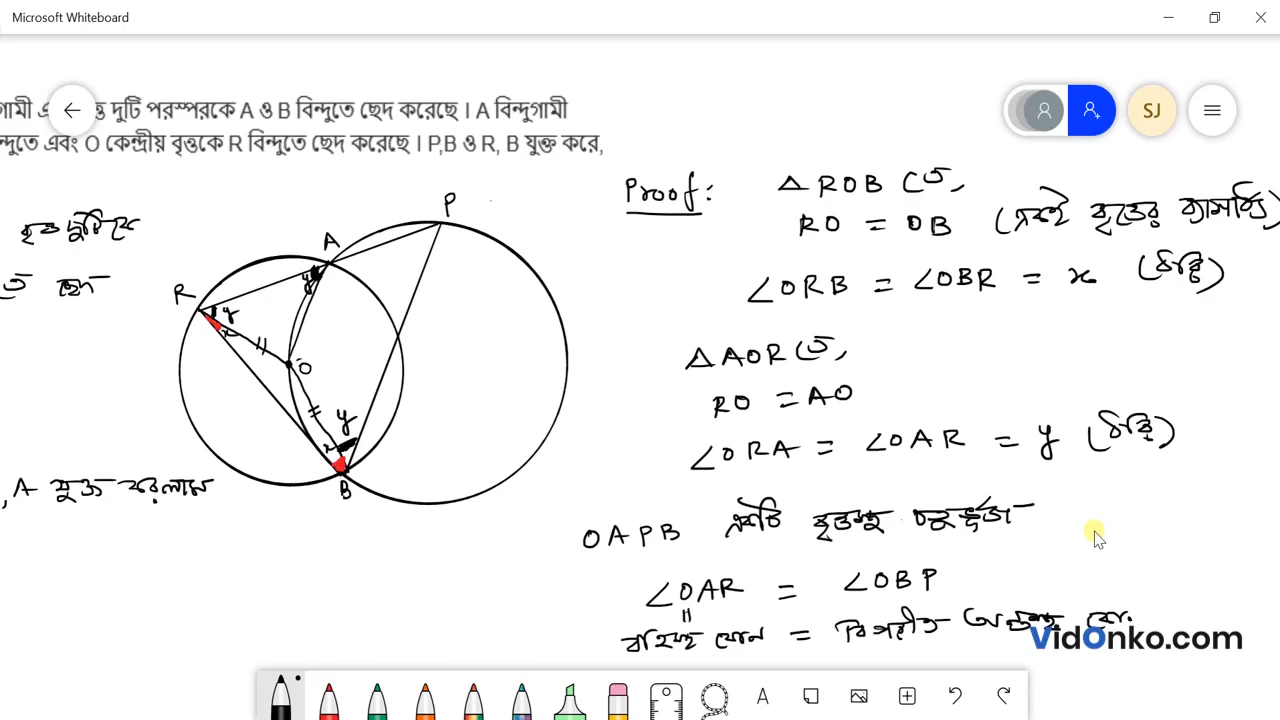 Microsoft Whiteboard
দুটি পরস্পরকে A ও B বিন্দুতে ছেদ করেছে । A বিন্দুগামী
ন্দুতে এবং O কেন্দ্রীয় বৃত্তকে R বিন্দুতে ছেদ করেছে । P,B ও R, B যুক্ত করে,
SJ
Proof:
△ ROB তে,
RO = OB (একই বৃত্তের ব্যাসার্ধ)
∠ORB = ∠OBR = x (ধরি)
△ AOR তে,
RO = AO
∠ORA = ∠OAR = y (ধরি)
OAPB একটি বৃত্তস্থ চতুর্ভুজ
∠OAR = ∠OBP
বহিঃস্থ কোণ = বিপরীত অন্তঃস্থ কোণ
বৃত্ত দুটিকে
তে ছেদ
, A যুক্ত করলাম
P
A
y
R
y
x
O
y
x
B
VidOnko.com